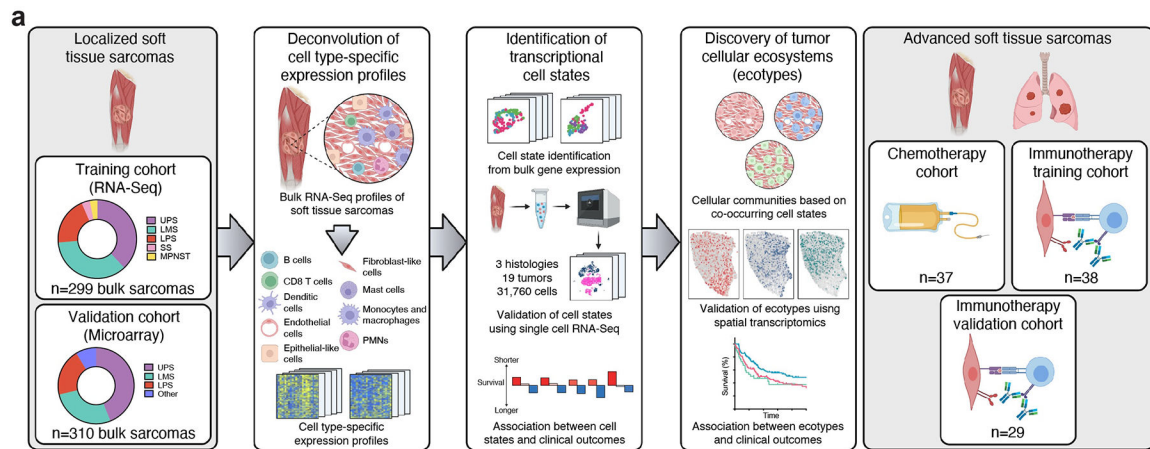 a
Localized soft
tissue sarcomas
Training cohort
(RNA-Seq)
UPS
LMS
LPS
SS
MPNST
n=299 bulk sarcomas
Validation cohort
(Microarray)
UPS
LMS
LPS
Other
n=310 bulk sarcomas
Deconvolution of
cell type-specific
expression profiles
Bulk RNA-Seq profiles of
soft tissue sarcomas
B cells
CD8 T cells
Denditic
cells
Endothelial
cells
Epithelial-like
cells
Fibroblast-like
cells
Mast cells
Monocytes and
macrophages
PMNs
Cell type-specific
expression profiles
Identification of
transcriptional
cell states
Cell state identification
from bulk gene expression
3 histologies
19 tumors
31,760 cells
Validation of cell states
using single cell RNA-Seq
Shorter
Survival
Longer
Association between cell
states and clinical outcomes
Discovery of tumor
cellular ecosystems
(ecotypes)
Cellular communities based on
co-occurring cell states
Validation of ecotypes uisng
spatial transcriptomics
Survival (%)
Time
Association between ecotypes
and clinical outcomes
Advanced soft tissue sarcomas
Chemotherapy
cohort
n=37
Immunotherapy
training cohort
n=38
Immunotherapy
validation cohort
n=29